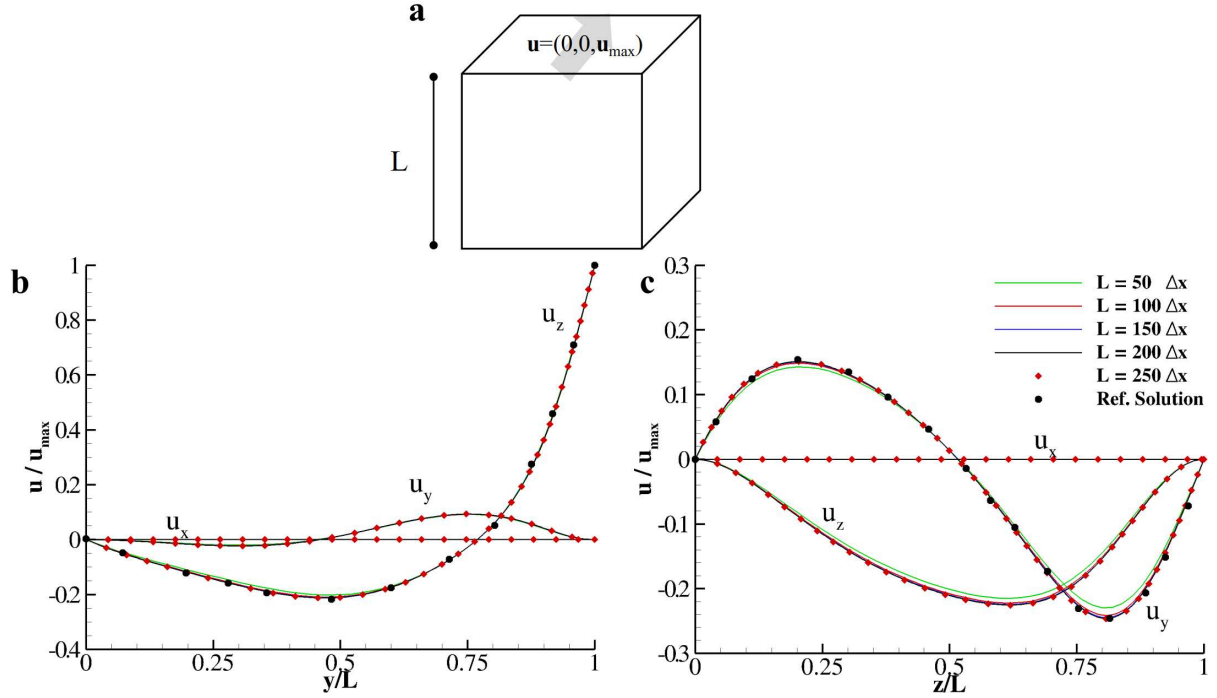 a
u=(0,0,u_max)
L
b
u / u_max
1
0.8
0.6
0.4
0.2
0
-0.2
-0.4
u_z
u_y
u_x
0
0.25
0.5
0.75
1
y/L
c
u / u_max
0.3
0.2
0.1
0
-0.1
-0.2
-0.3
L = 50 Δx
L = 100 Δx
L = 150 Δx
L = 200 Δx
L = 250 Δx
Ref. Solution
u_x
u_z
u_y
0
0.25
0.5
0.75
1
z/L